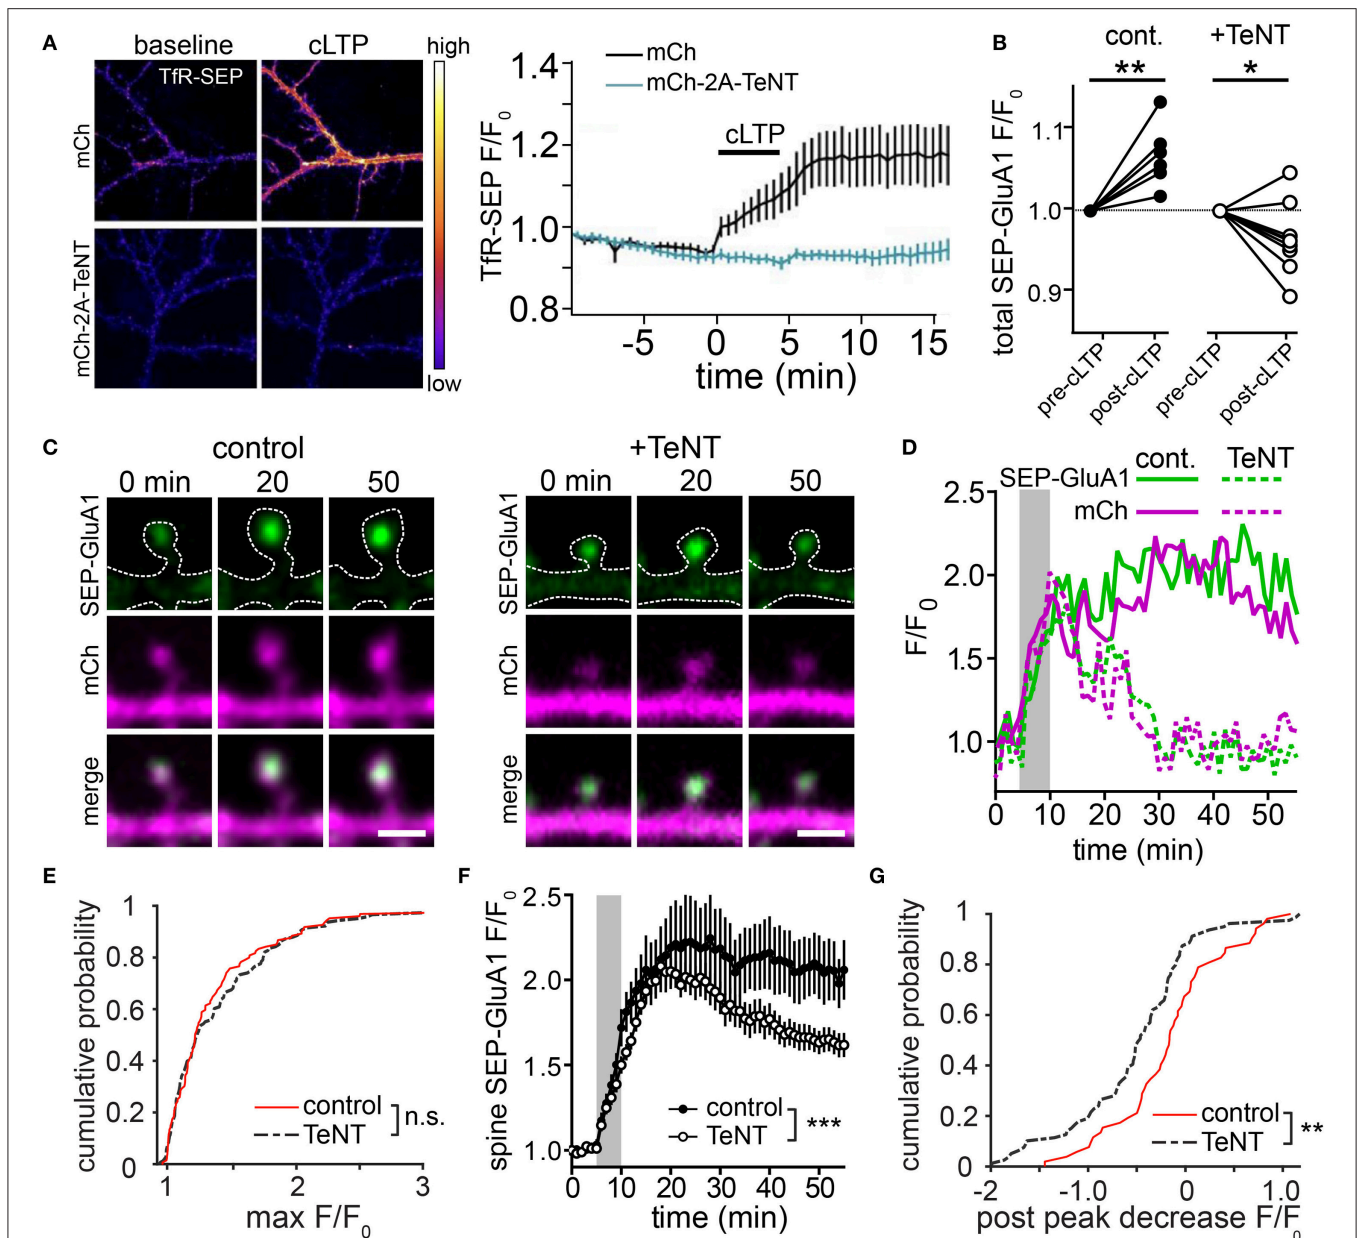 A
baseline
cLTP
high
TfR-SEP
mCh
mCh-2A-TeNT
low
TfR-SEP F/F0
1.4
1.2
1.0
0.8
mCh
mCh-2A-TeNT
cLTP
-5 0 5 10 15
time (min)
B
cont. +TeNT
** *
total SEP-GluA1 F/F0
1.10
1.0
0.9
pre-cLTP
post-cLTP
pre-cLTP
post-cLTP
C
control
0 min 20 50
SEP-GluA1
mCh
merge
+TeNT
0 min 20 50
SEP-GluA1
mCh
merge
D
cont. TeNT
SEP-GluA1
mCh
F/F0
2.5
2.0
1.5
1.0
0 10 20 30 40 50
time (min)
E
cumulative probability
1
0.8
0.6
0.4
0.2
0
control
TeNT
n.s.
1 2 3
max F/F0
F
spine SEP-GluA1 F/F0
2.5
2.0
1.5
1.0
control
TeNT
***
0 10 20 30 40 50
time (min)
G
cumulative probability
1
0.8
0.6
0.4
0.2
0
control
TeNT
**
-2 -1.0 0 1.0
post peak decrease F/F0